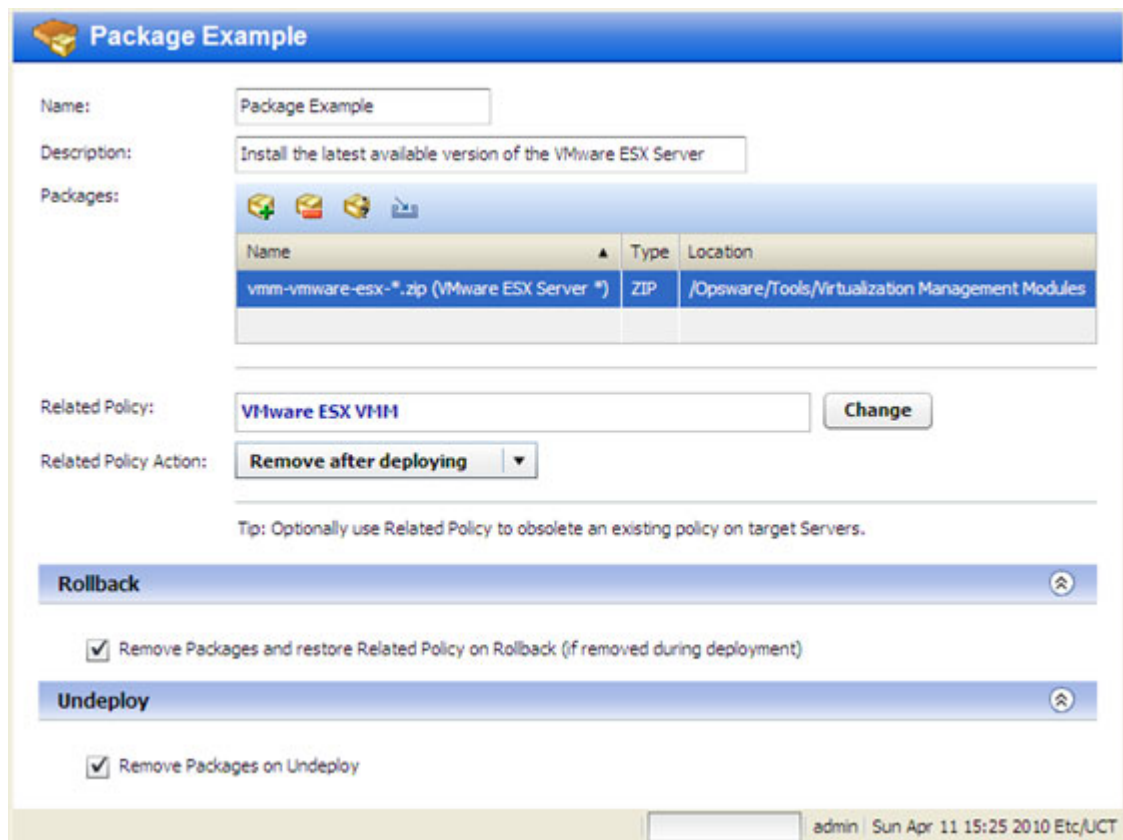 Package Example
Name: Package Example
Description: Install the latest available version of the VMware ESX Server
Packages:
Name Type Location
vmm-vmware-esx-*.zip (VMware ESX Server *) ZIP /Opsware/Tools/Virtualization Management Modules
Related Policy: VMware ESX VMM Change
Related Policy Action: Remove after deploying
Tip: Optionally use Related Policy to obsolete an existing policy on target Servers.
Rollback
Remove Packages and restore Related Policy on Rollback (if removed during deployment)
Undeploy
Remove Packages on Undeploy
admin Sun Apr 11 15:25 2010 Etc/UCT